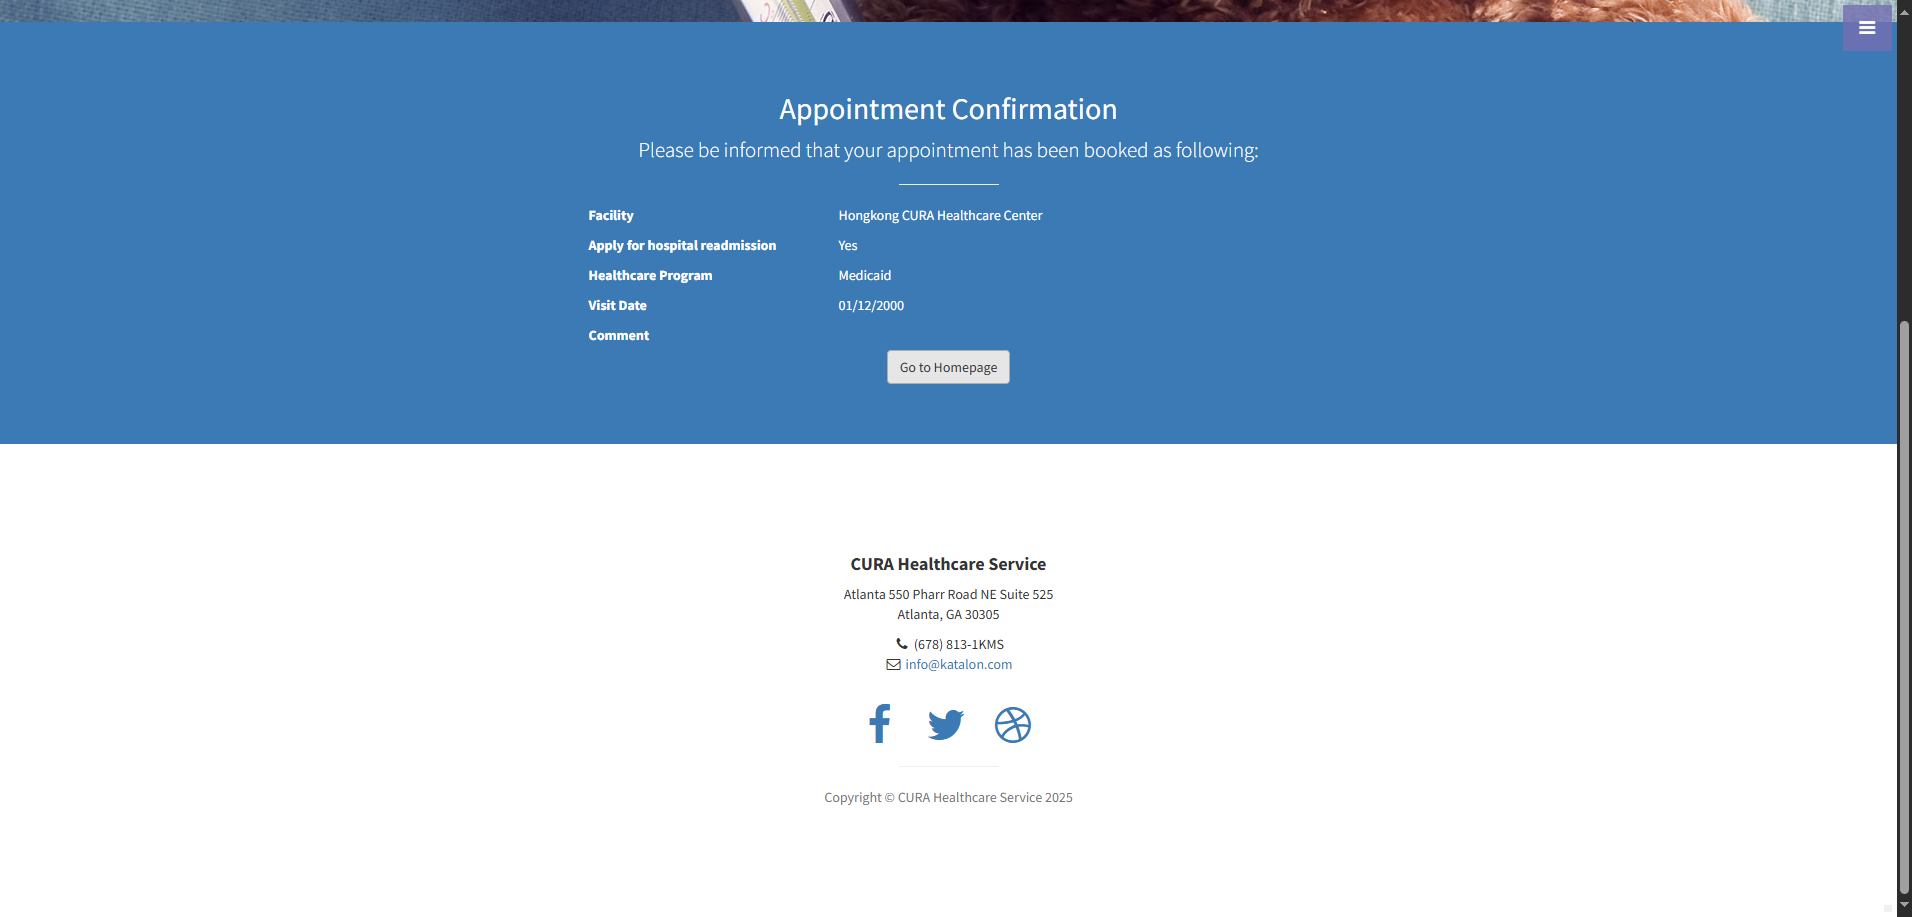 Appointment Confirmation
Please be informed that your appointment has been booked as following:
Facility Hongkong CURA Healthcare Center
Apply for hospital readmission Yes
Healthcare Program Medicaid
Visit Date 01/12/2000
Comment
Go to Homepage
CURA Healthcare Service
Atlanta 550 Pharr Road NE Suite 525
Atlanta, GA 30305
(678) 813-1KMS
info@katalon.com
Copyright © CURA Healthcare Service 2025